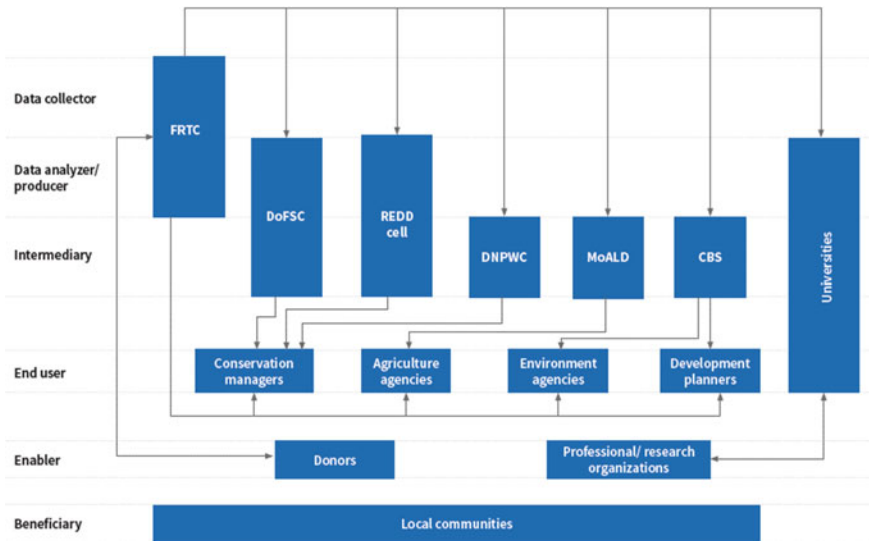 Data collector
FRTC
Data analyzer/
producer
DoFSC
REDD
cell
Intermediary
DNPWC
MoALD
CBS
Universities
End user
Conservation
managers
Agriculture
agencies
Environment
agencies
Development
planners
Enabler
Donors
Professional/ research
organizations
Beneficiary
Local communities